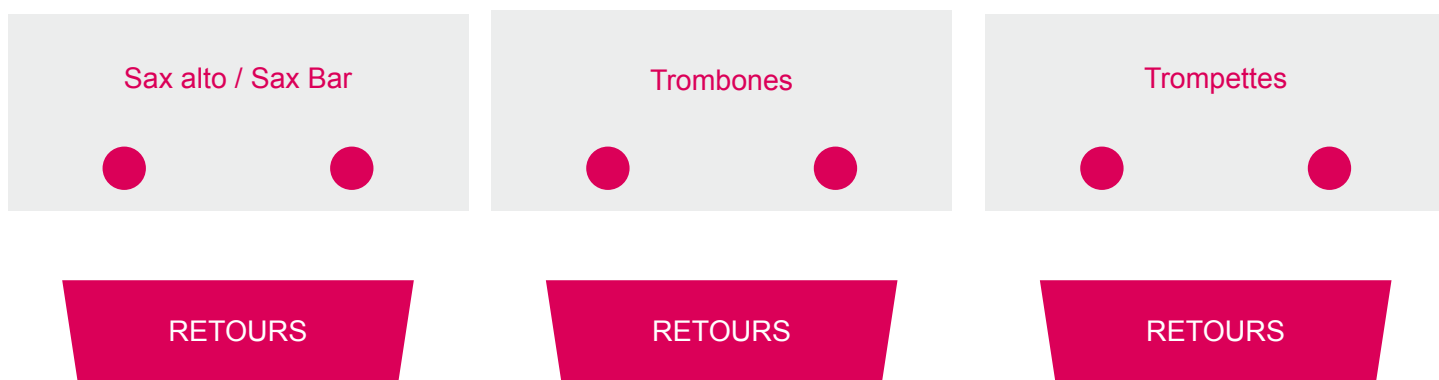 Sax alto / Sax Bar
Trombones
Trompettes
RETOURS
RETOURS
RETOURS